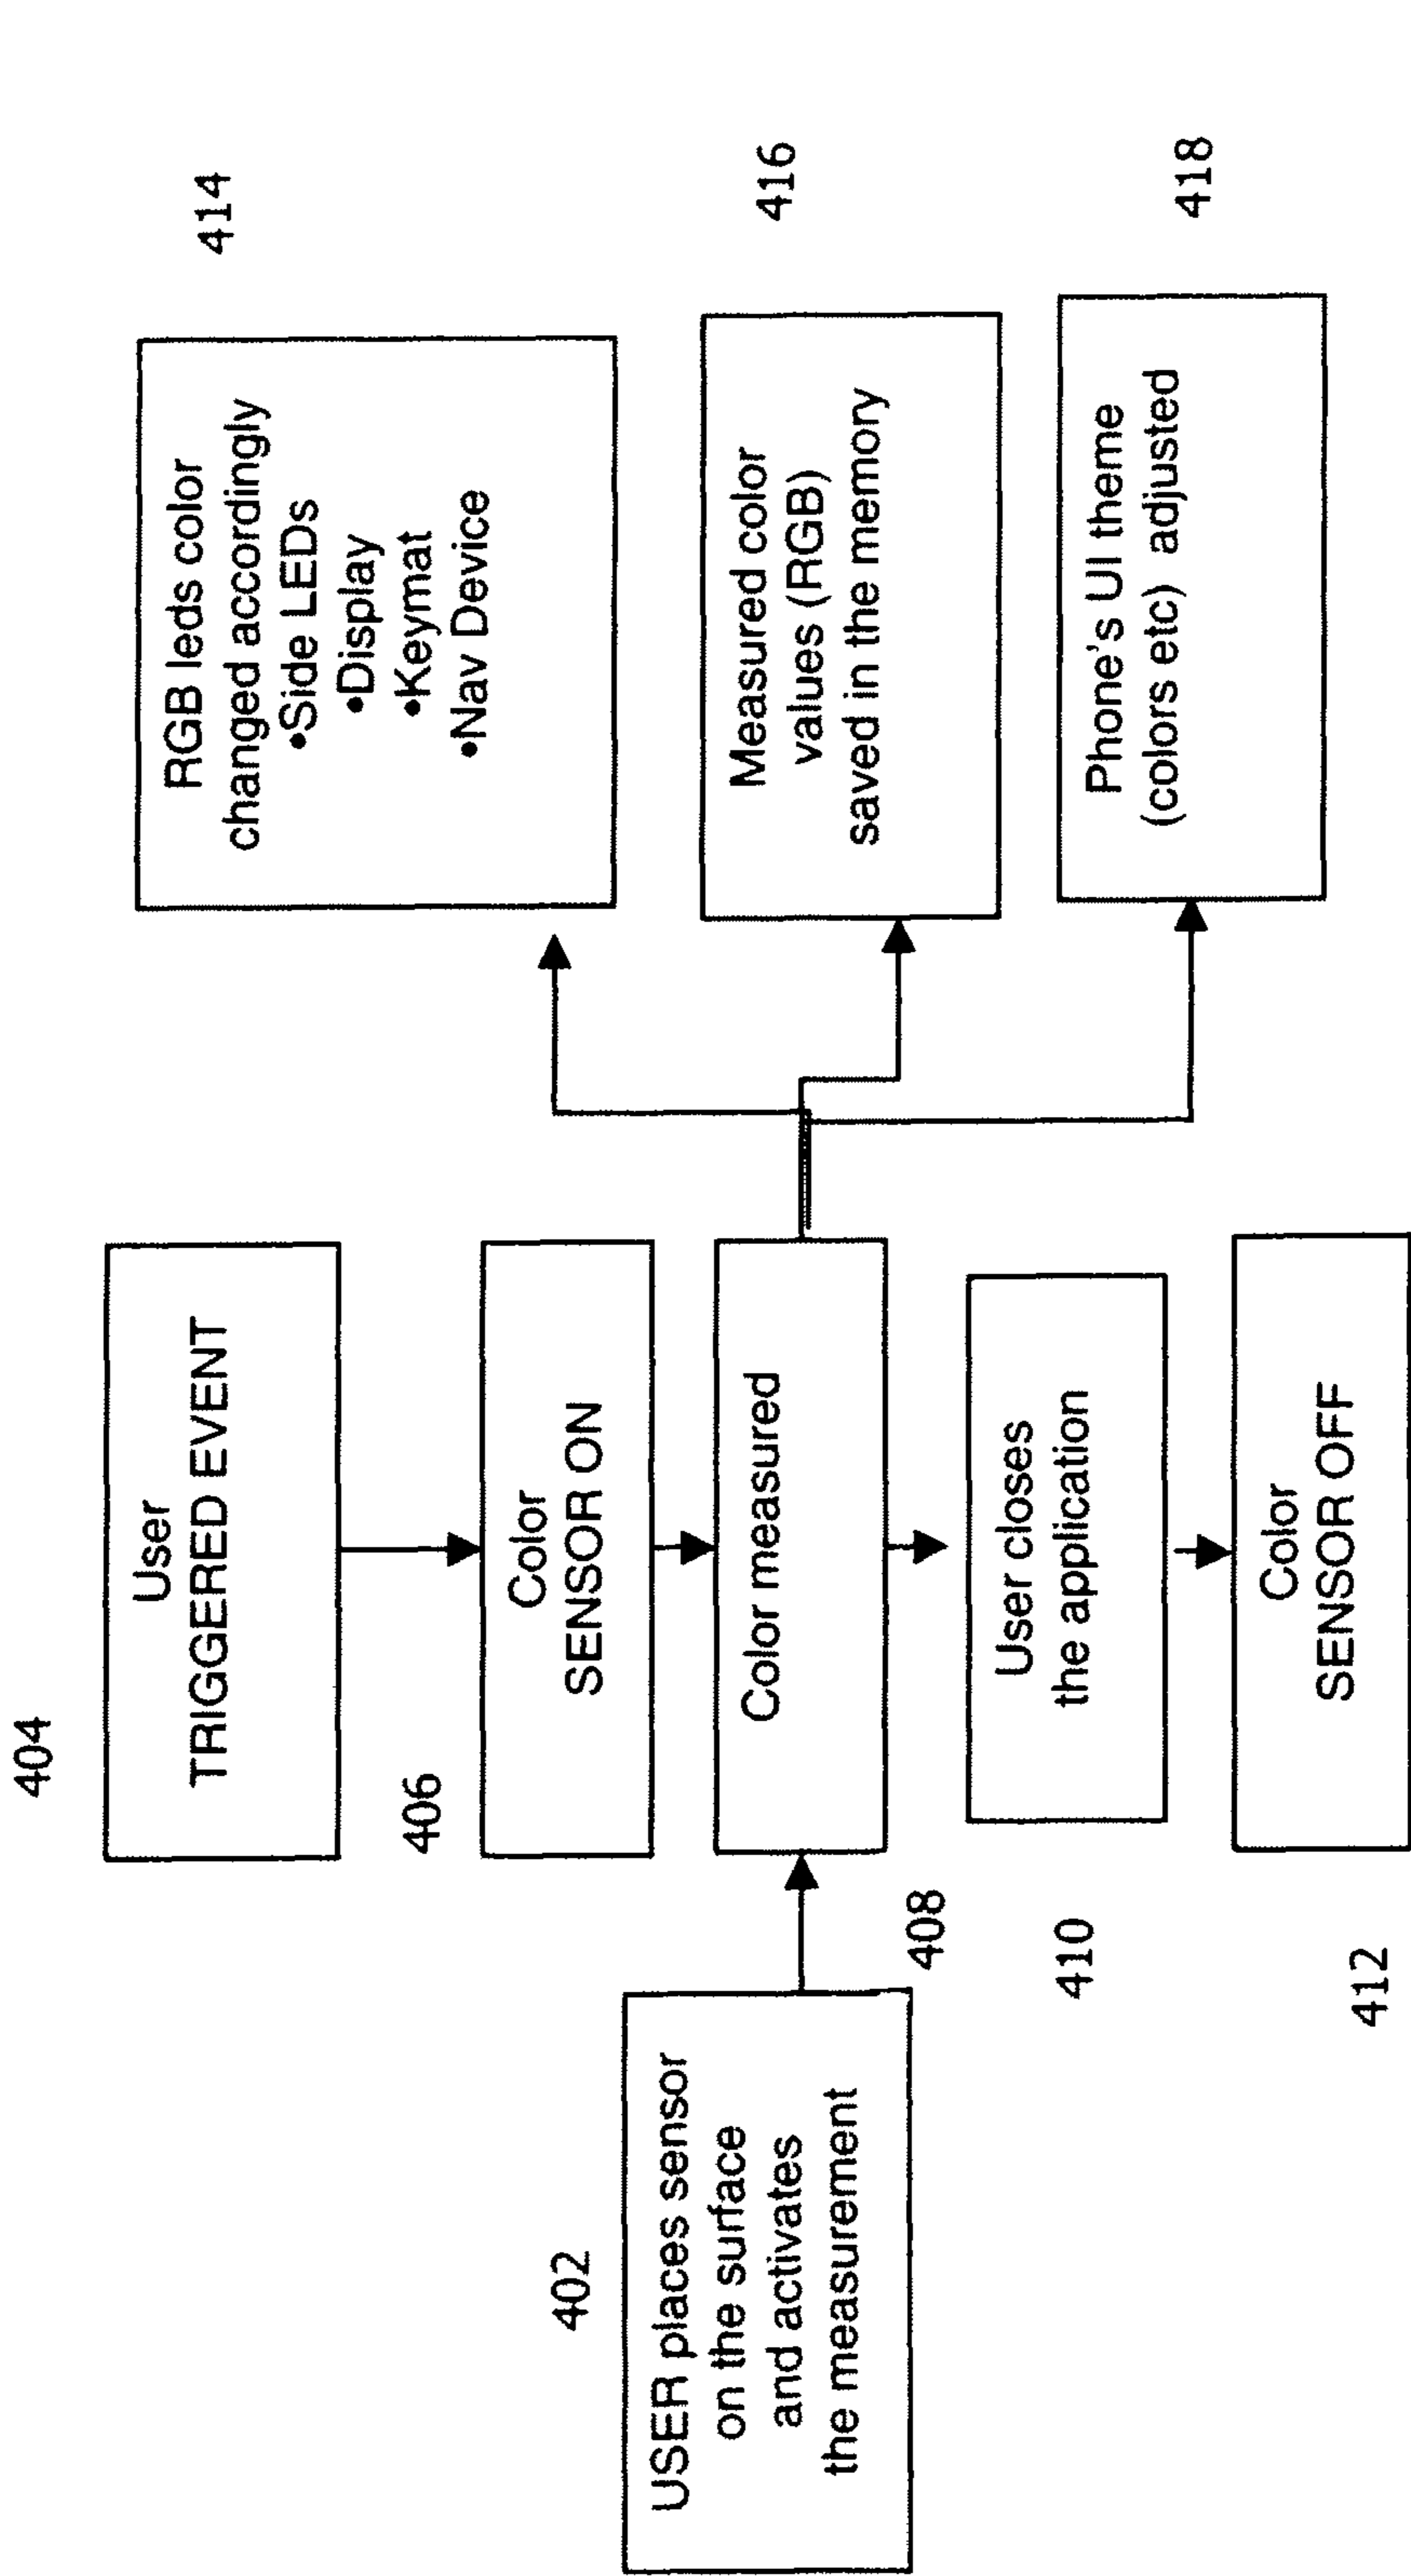 404
User
TRIGGERED EVENT
406
Color
SENSOR ON
402
USER places sensor
on the surface
and activates
the measurement
Color measured
408
User closes
the application
410
Color
SENSOR OFF
412
RGB leds color
changed accordingly
•Side LEDs
•Display
•Keymat
•Nav Device
414
Measured color
values (RGB)
saved in the memory
416
Phone's UI theme
(colors etc) adjusted
418